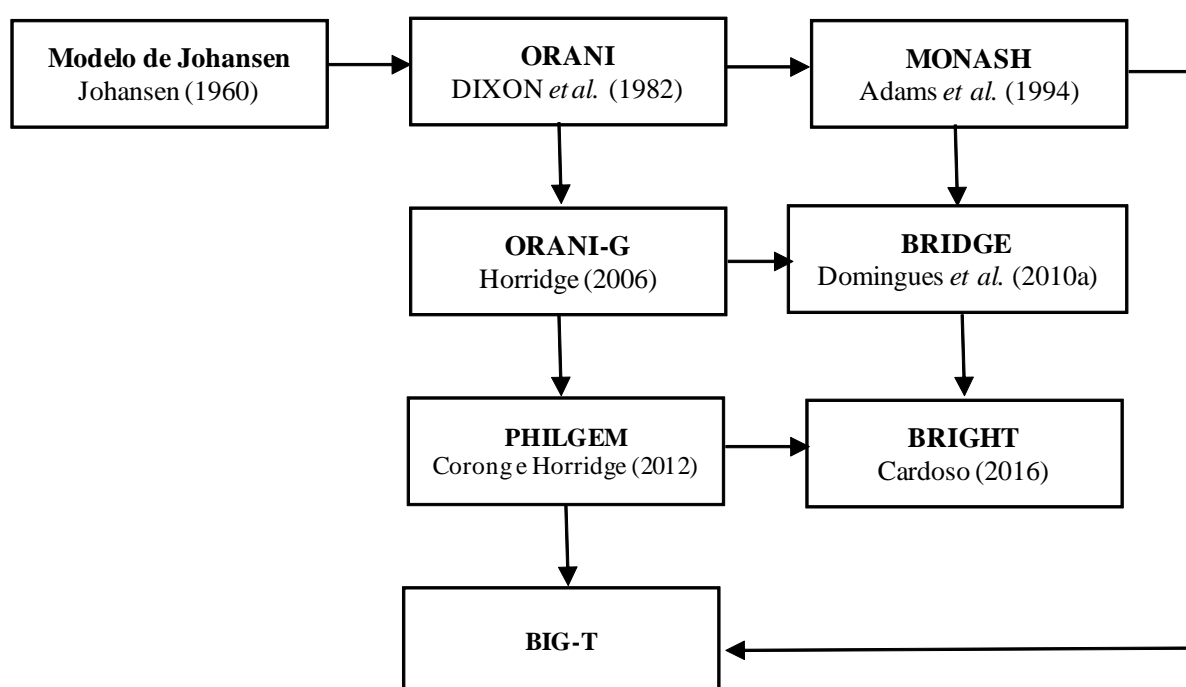 Modelo de Johansen
Johansen (1960)
ORANI
DIXON et al. (1982)
MONASH
Adams et al. (1994)
ORANI-G
Horridge (2006)
BRIDGE
Domingues et al. (2010a)
PHILGEM
Corong e Horridge (2012)
BRIGHT
Cardoso (2016)
BIG-T